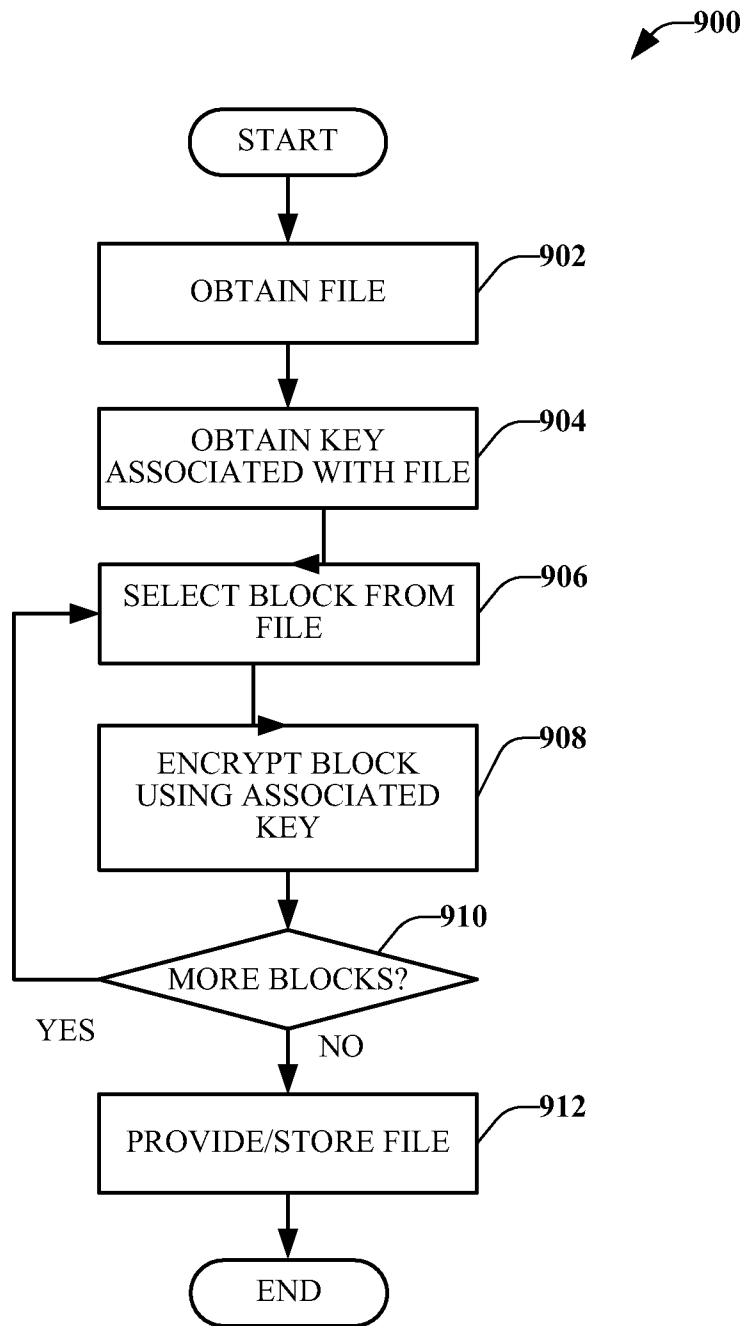 900
START
902
OBTAIN FILE
904
OBTAIN KEY
ASSOCIATED WITH FILE
906
SELECT BLOCK FROM
FILE
908
ENCRYPT BLOCK
USING ASSOCIATED
KEY
910
MORE BLOCKS?
YES
NO
912
PROVIDE/STORE FILE
END